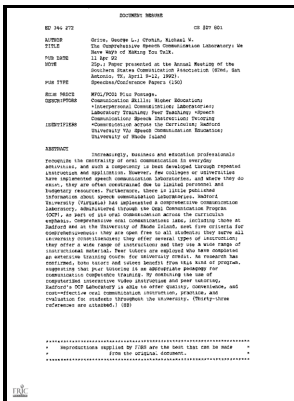 DOCUMENT RESUME
ED 344 272
CS 507 801
AUTHOR Grice, George L.; Cronin, Michael W.
TITLE The Comprehensive Speech Communication Laboratory: We Have Ways of Making You Talk.
PUB DATE 11 Apr 92
NOTE 26p.; Paper presented at the Annual Meeting of the
Southern States Communication Association (62nd, San
Antonio, TX, April 9-12, 1992).
PUB TYPE Speeches/Conference Papers (150)
EDRS PRICE MF01/PC02 Plus Postage.
DESCRIPTORS Communication Skills; Higher Education;
*Interpersonal Communication; Laboratories;
Laboratory Training; Peer Teaching; *Speech
Communication; Speech Instruction; Tutoring
IDENTIFIERS *Communication across the Curriculum; Radford
University VA; Speech Communication Education;
University of Rhode Island
ABSTRACT
Increasingly, business and education professionals
recognize the centrality of oral communication in everyday
activities, and such a competency is best developed through repeated
instruction and application. However, few colleges or universities
have implemented speech communication laboratories, and where they do
exist, they are often constrained due to limited personnel and
budgetary resources. Furthermore, there is little published
information about speech communication laboratories. Radford
University (Virginia) has implemented a comprehensive communication
laboratory, administered through the Oral Communication Program
(OCP), as part of its oral communication across the curriculum
emphasis. Comprehensive oral communication labs, including those at
Radford and at the University of Rhode Island, meet five criteria for
comprehensiveness: they are open to all students; they serve all
university constituencies; they offer several types of instruction;
they offer a wide range of instructions and they use a wide range of
instructional material. Peer tutors are employed who have completed
an extensive training course for university credit. As research has
confirmed, both tutors and tutees benefit from this kind of program,
suggesting that peer tutoring is an appropriate pedagogy for
communication competence training. By combining the use of
computerized interactive video instruction and peer tutoring,
Radford's OCP Laboratory is able to offer quality, convenience, and
cost-effective oral communication instruction, practice, and
evaluation for students throughout the university. (Thirty-three
references are attached.) (SR)
***********************************************************************
* Reproductions supplied by EDRS are the best that can be made *
* from the original document. *
***********************************************************************
ERIC